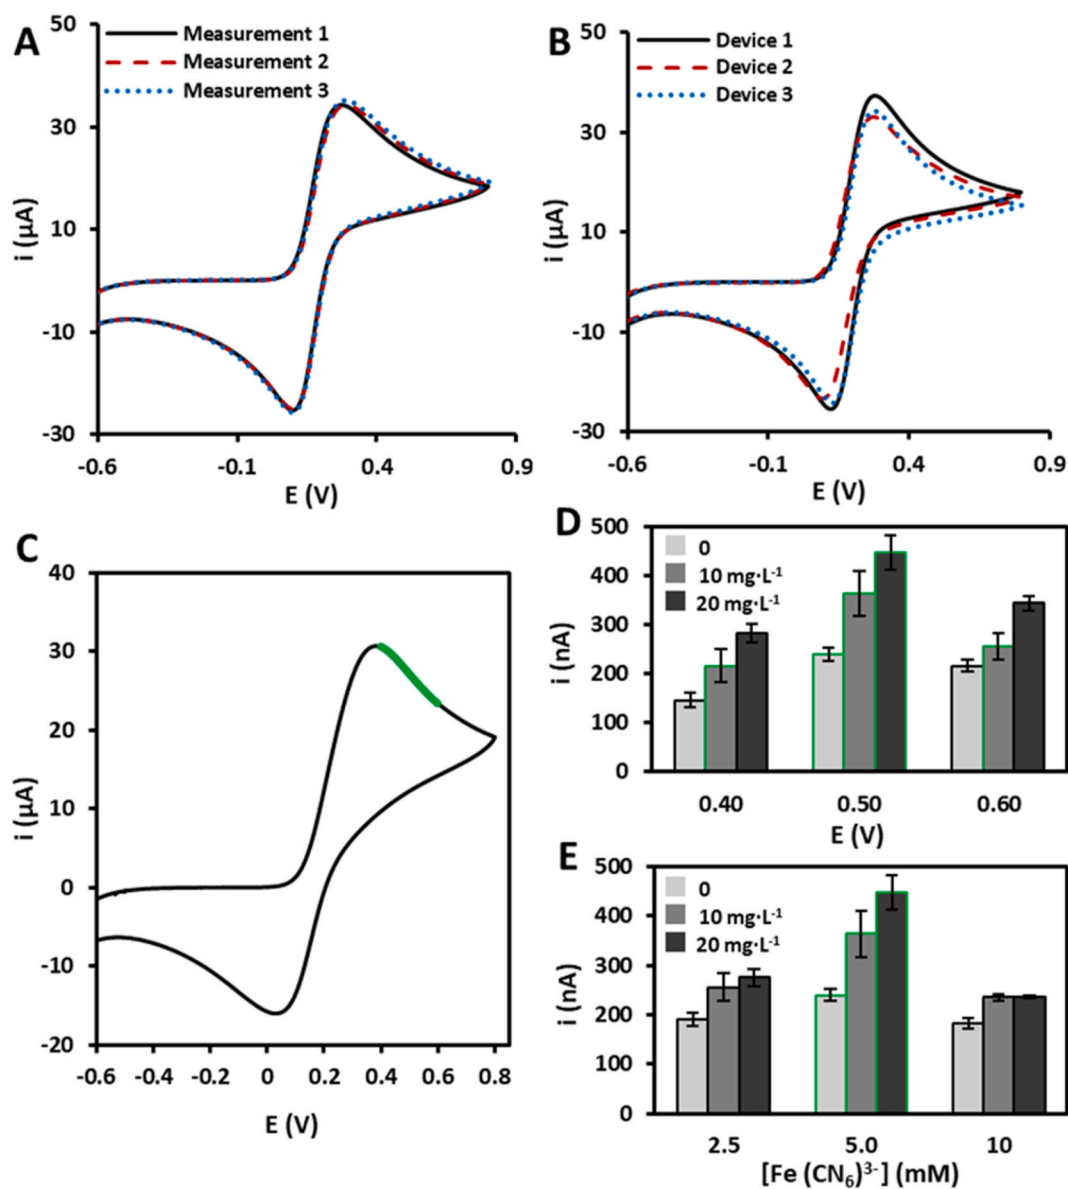 A
Measurement 1
Measurement 2
Measurement 3
50
30
10
-10
-30
i (µA)
-0.6
-0.1
0.4
0.9
E (V)
B
Device 1
Device 2
Device 3
50
30
10
-10
-30
i (µA)
-0.6
-0.1
0.4
0.9
E (V)
C
40
30
20
10
0
-10
-20
i (µA)
-0.6
-0.4
-0.2
0
0.2
0.4
0.6
0.8
E (V)
D
0
10 mg·L⁻¹
20 mg·L⁻¹
500
400
300
200
100
0
i (nA)
0.40
0.50
0.60
E (V)
E
0
10 mg·L⁻¹
20 mg·L⁻¹
500
400
300
200
100
0
i (nA)
2.5
5.0
10
[Fe (CN₆)³⁻] (mM)